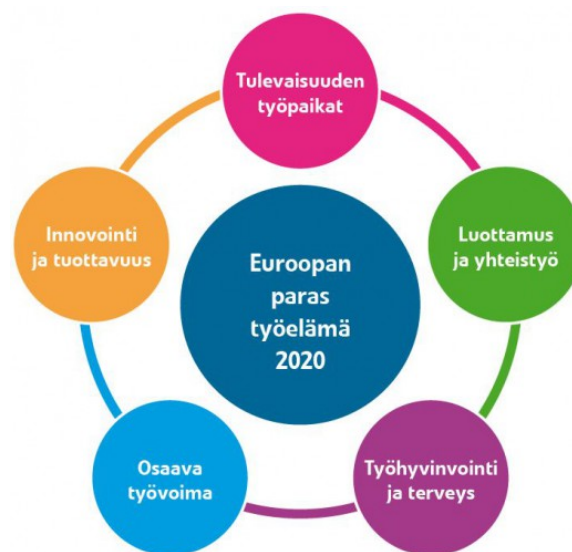 Tulevaisuuden
työpaikat
Luottamus
ja yhteistyö
Työhyvinvointi
ja terveys
Osaava
työvoima
Innovointi
ja tuottavuus
Euroopan
paras
työelämä
2020